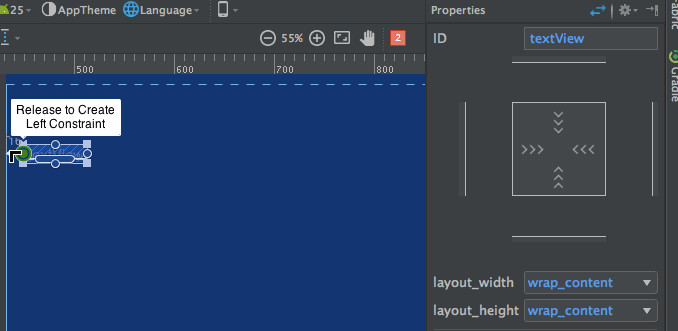 25 AppTheme Language
55% 2
500 600 700 800
Release to Create
Left Constraint
Properties
ID textView
layout_width wrap_content
layout_height wrap_content
Gradle